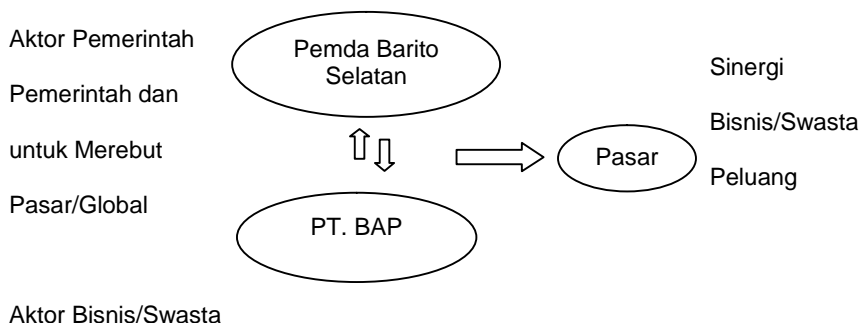 Aktor Pemerintah
Pemda Barito
Selatan
Sinergi
Pemerintah dan
Bisnis/Swasta
untuk Merebut
Pasar
Peluang
Pasar/Global
PT. BAP
Aktor Bisnis/Swasta